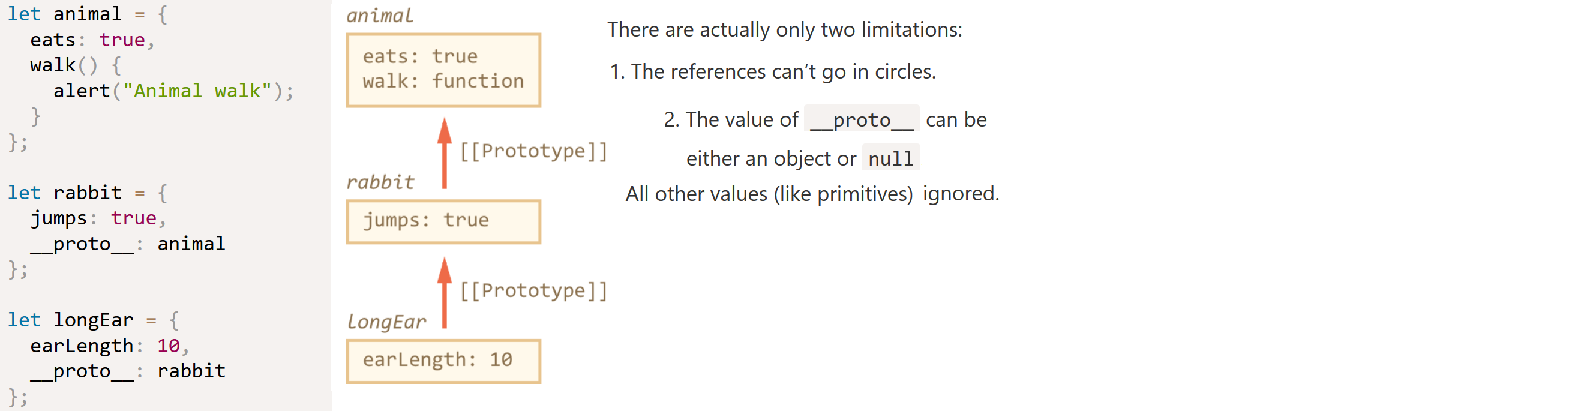 let animal = {
  eats: true,
  walk() {
    alert("Animal walk");
  }
};

let rabbit = {
  jumps: true,
  __proto__: animal
};

let longEar = {
  earLength: 10,
  __proto__: rabbit
};
animal
eats: true
walk: function
[[Prototype]]
rabbit
jumps: true
[[Prototype]]
longEar
earLength: 10
There are actually only two limitations:
1. The references can’t go in circles.
2. The value of __proto__ can be
either an object or null
All other values (like primitives) ignored.